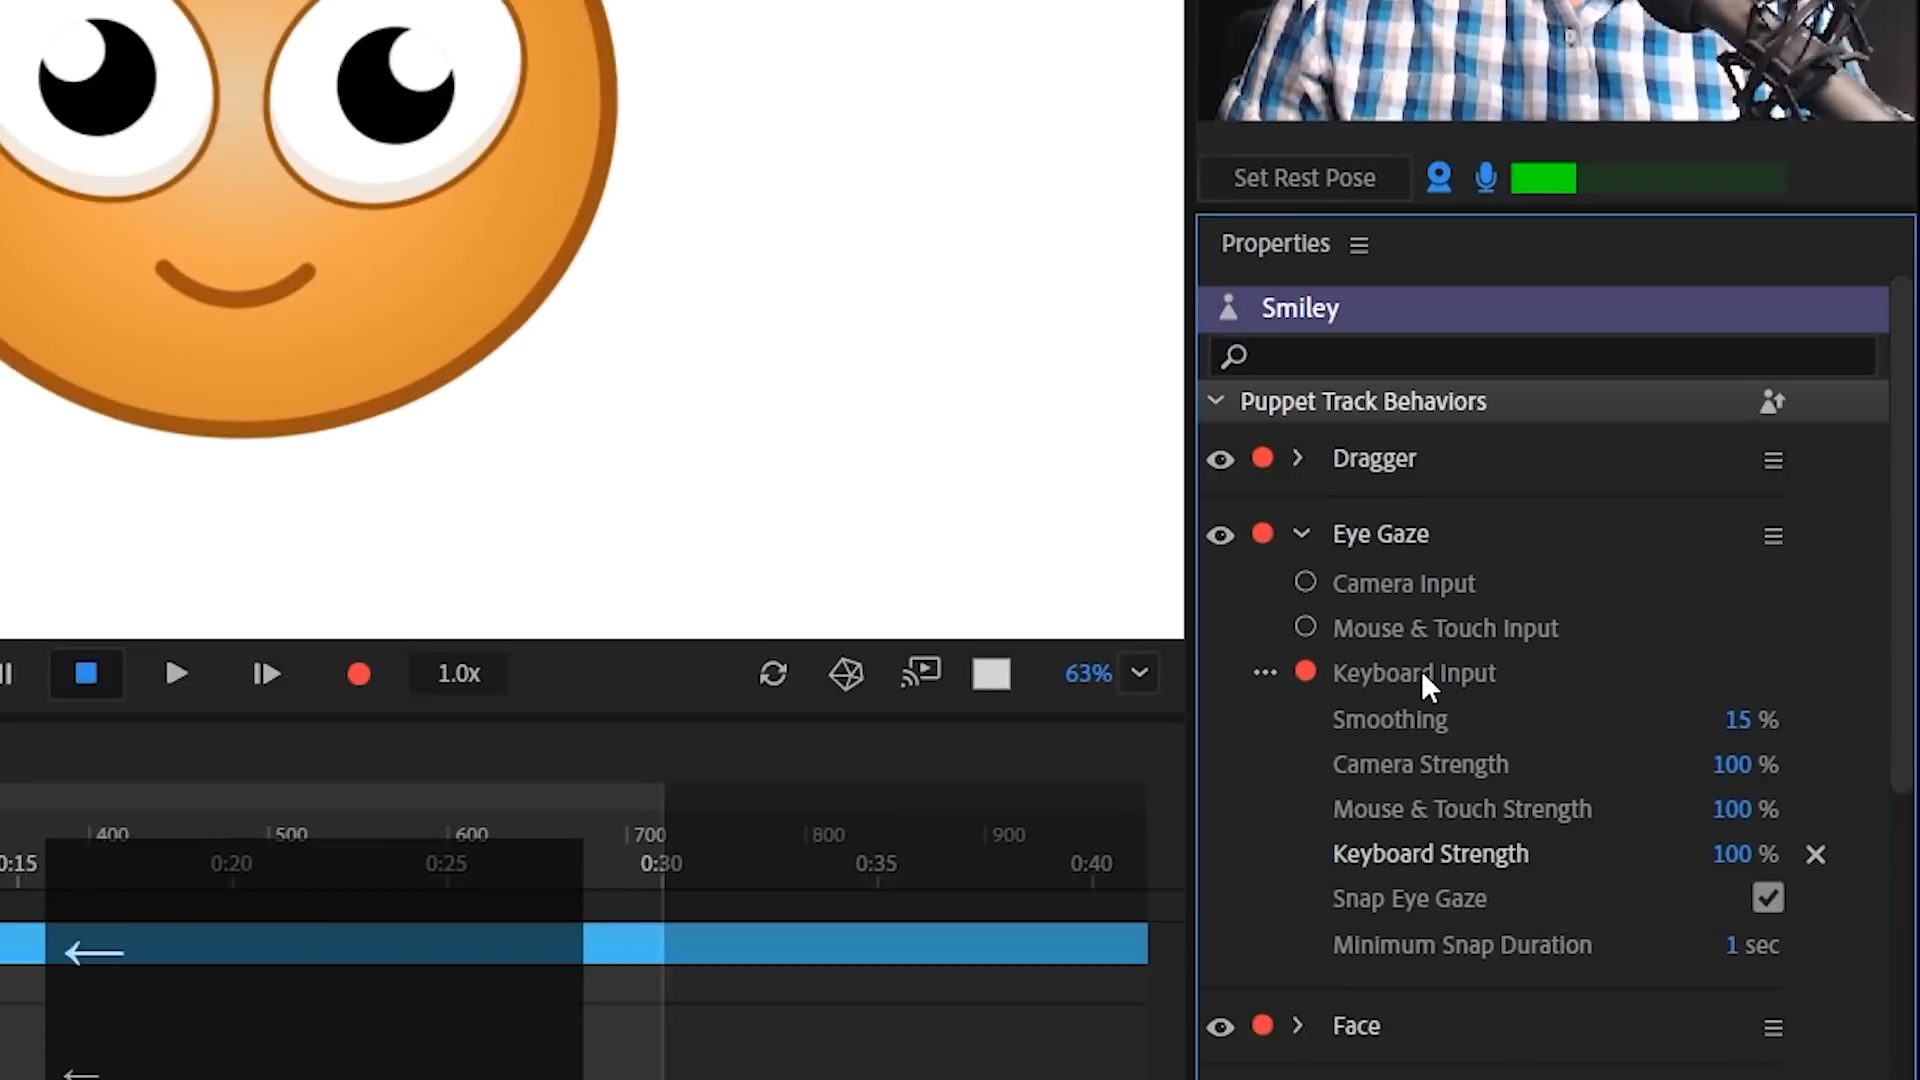 Set Rest Pose
Properties
Smiley
Puppet Track Behaviors
Dragger
Eye Gaze
Camera Input
Mouse & Touch Input
Keyboard Input
Smoothing 15 %
Camera Strength 100 %
Mouse & Touch Strength 100 %
Keyboard Strength 100 %
Snap Eye Gaze
Minimum Snap Duration 1 sec
Face
1.0x 63%
400 500 600 700 800 900
0:15 0:20 0:25 0:30 0:35 0:40